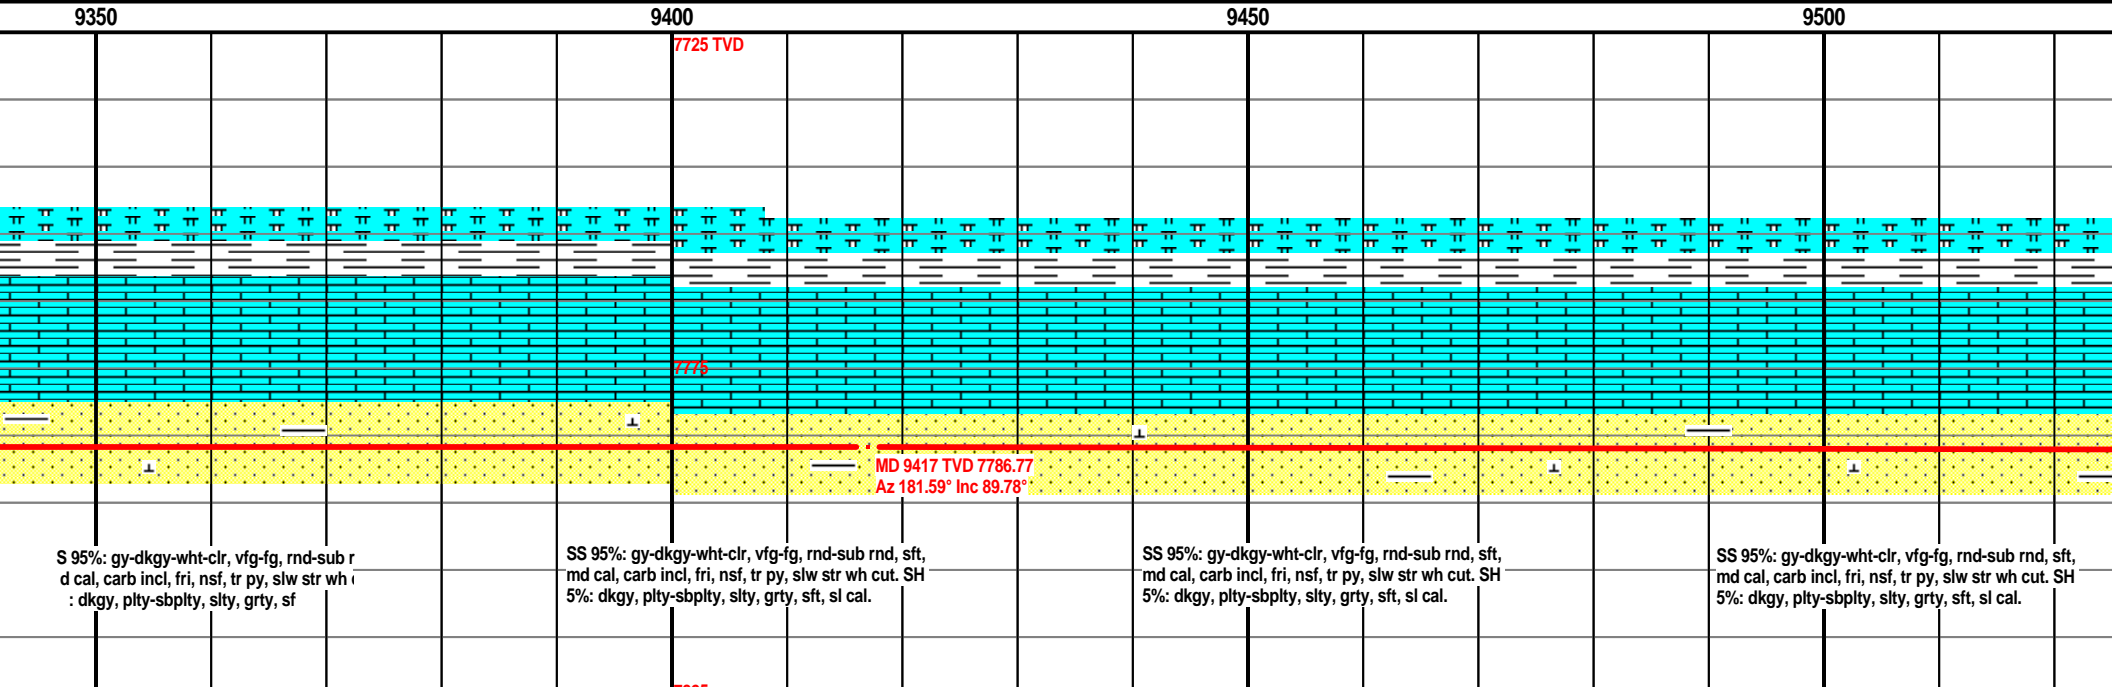 9350 9400 9450 9500
7725 TVD
7775
MD 9417 TVD 7786.77
Az 181.59° Inc 89.78°
S 95%: gy-dkgy-wht-clr, vfg-fg, rnd-sub r
d cal, carb incl, fri, nsf, tr py, slw str wh
: dkgy, plty-sbplty, slty, grty, sf
SS 95%: gy-dkgy-wht-clr, vfg-fg, rnd-sub rnd, sft,
md cal, carb incl, fri, nsf, tr py, slw str wh cut. SH
5%: dkgy, plty-sbplty, slty, grty, sft, sl cal.
SS 95%: gy-dkgy-wht-clr, vfg-fg, rnd-sub rnd, sft,
md cal, carb incl, fri, nsf, tr py, slw str wh cut. SH
5%: dkgy, plty-sbplty, slty, grty, sft, sl cal.
SS 95%: gy-dkgy-wht-clr, vfg-fg, rnd-sub rnd, sft,
md cal, carb incl, fri, nsf, tr py, slw str wh cut. SH
5%: dkgy, plty-sbplty, slty, grty, sft, sl cal.